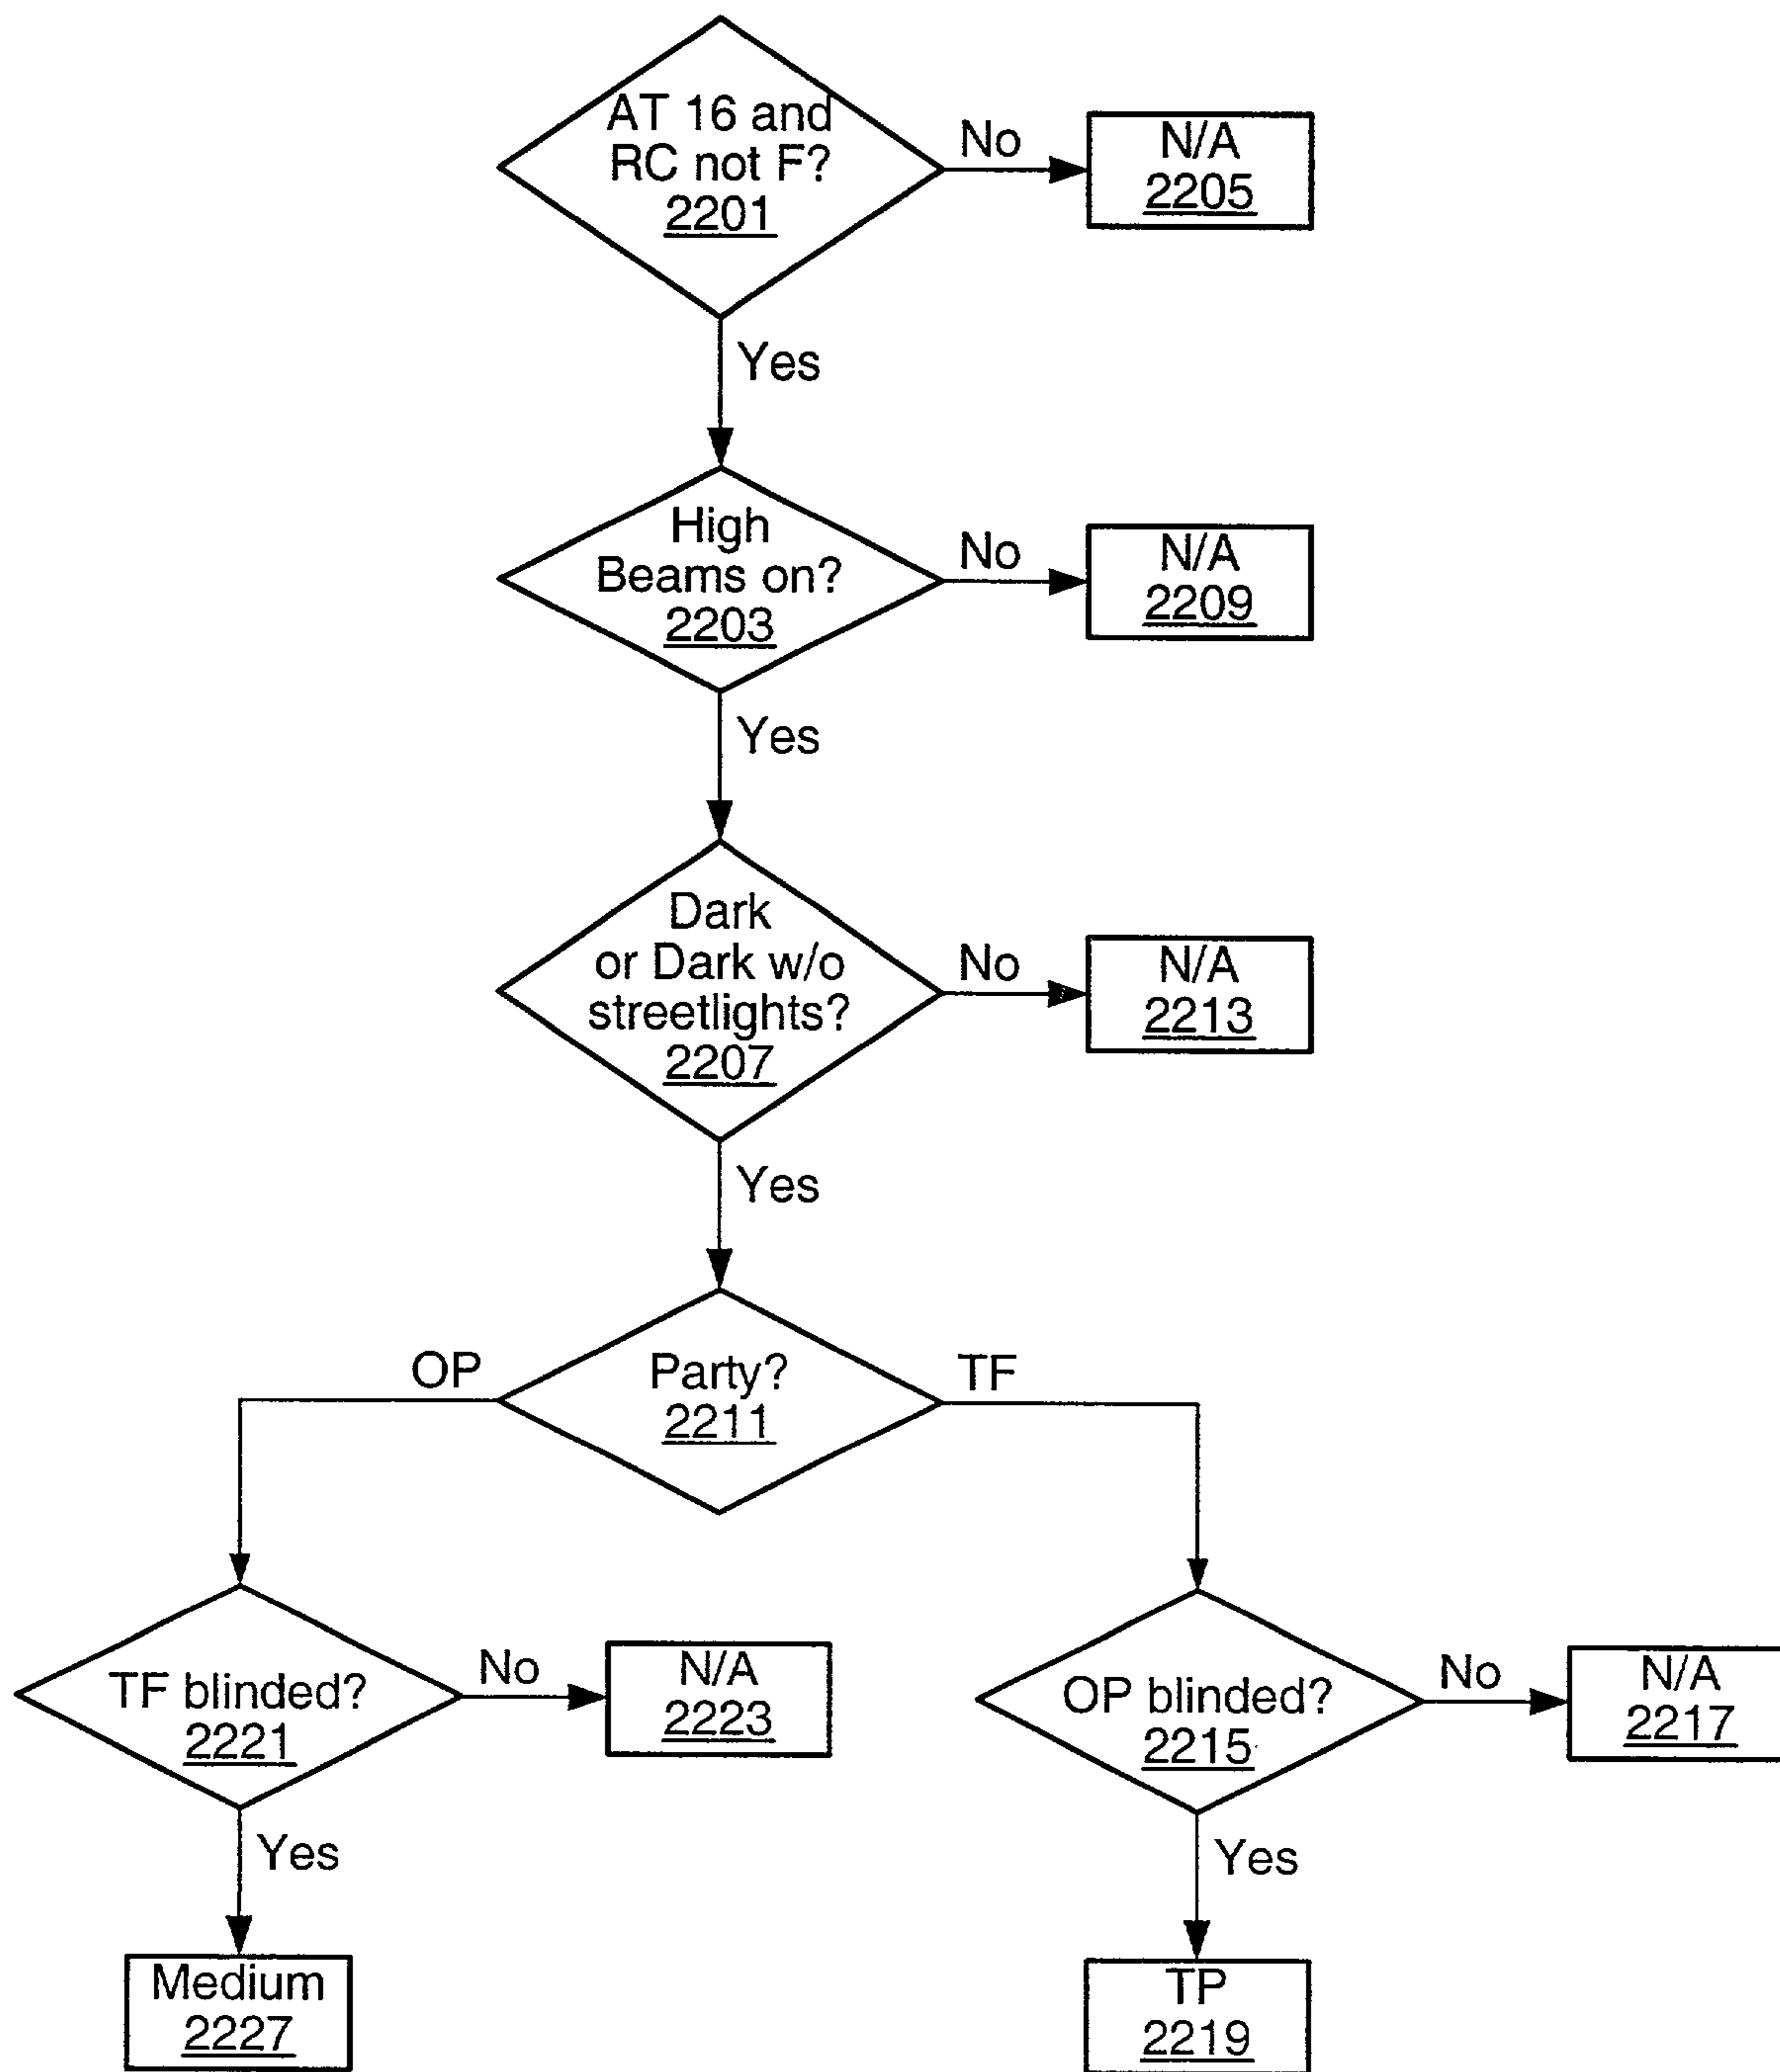 AT 16 and
RC not F?
2201
No
N/A
2205
Yes
High
Beams on?
2203
No
N/A
2209
Yes
Dark
or Dark w/o
streetlights?
2207
No
N/A
2213
Yes
OP
Party?
2211
TF
TF blinded?
2221
No
N/A
2223
OP blinded?
2215
No
N/A
2217
Yes
Yes
Medium
2227
TP
2219